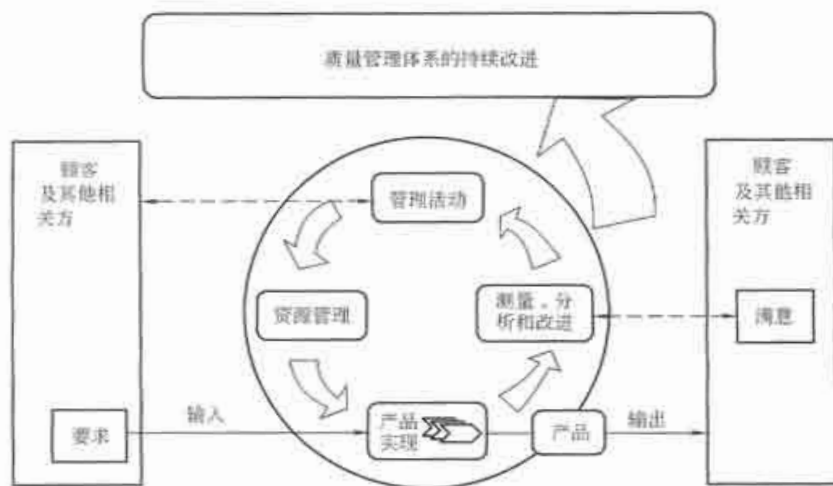 质量管理体系的持续改进
顾客
及其他相
关方
顾客
及其他相
关方
管理活动
资源管理
测量、分
析和改进
满意
要求
输入
产品
实现
产品
输出